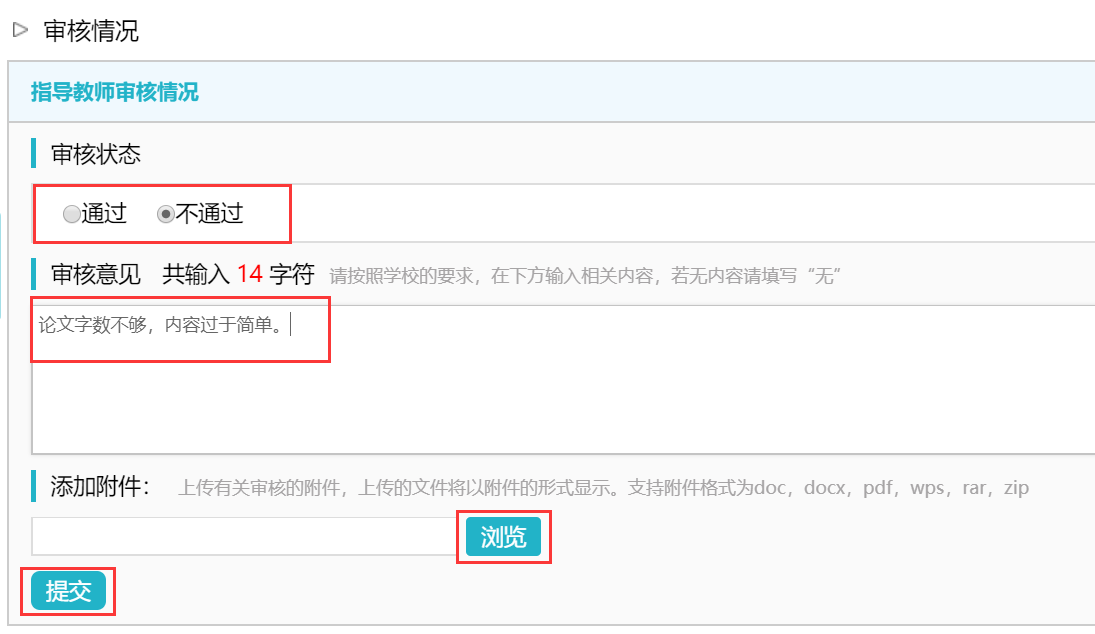 审核情况
指导教师审核情况
审核状态
通过 不通过
审核意见 共输入 14 字符 请按照学校的要求，在下方输入相关内容，若无内容请填写“无”
论文字数不够，内容过于简单。
添加附件： 上传有关审核的附件，上传的文件将以附件的形式显示。支持附件格式为doc，docx，pdf，wps，rar，zip
浏览
提交